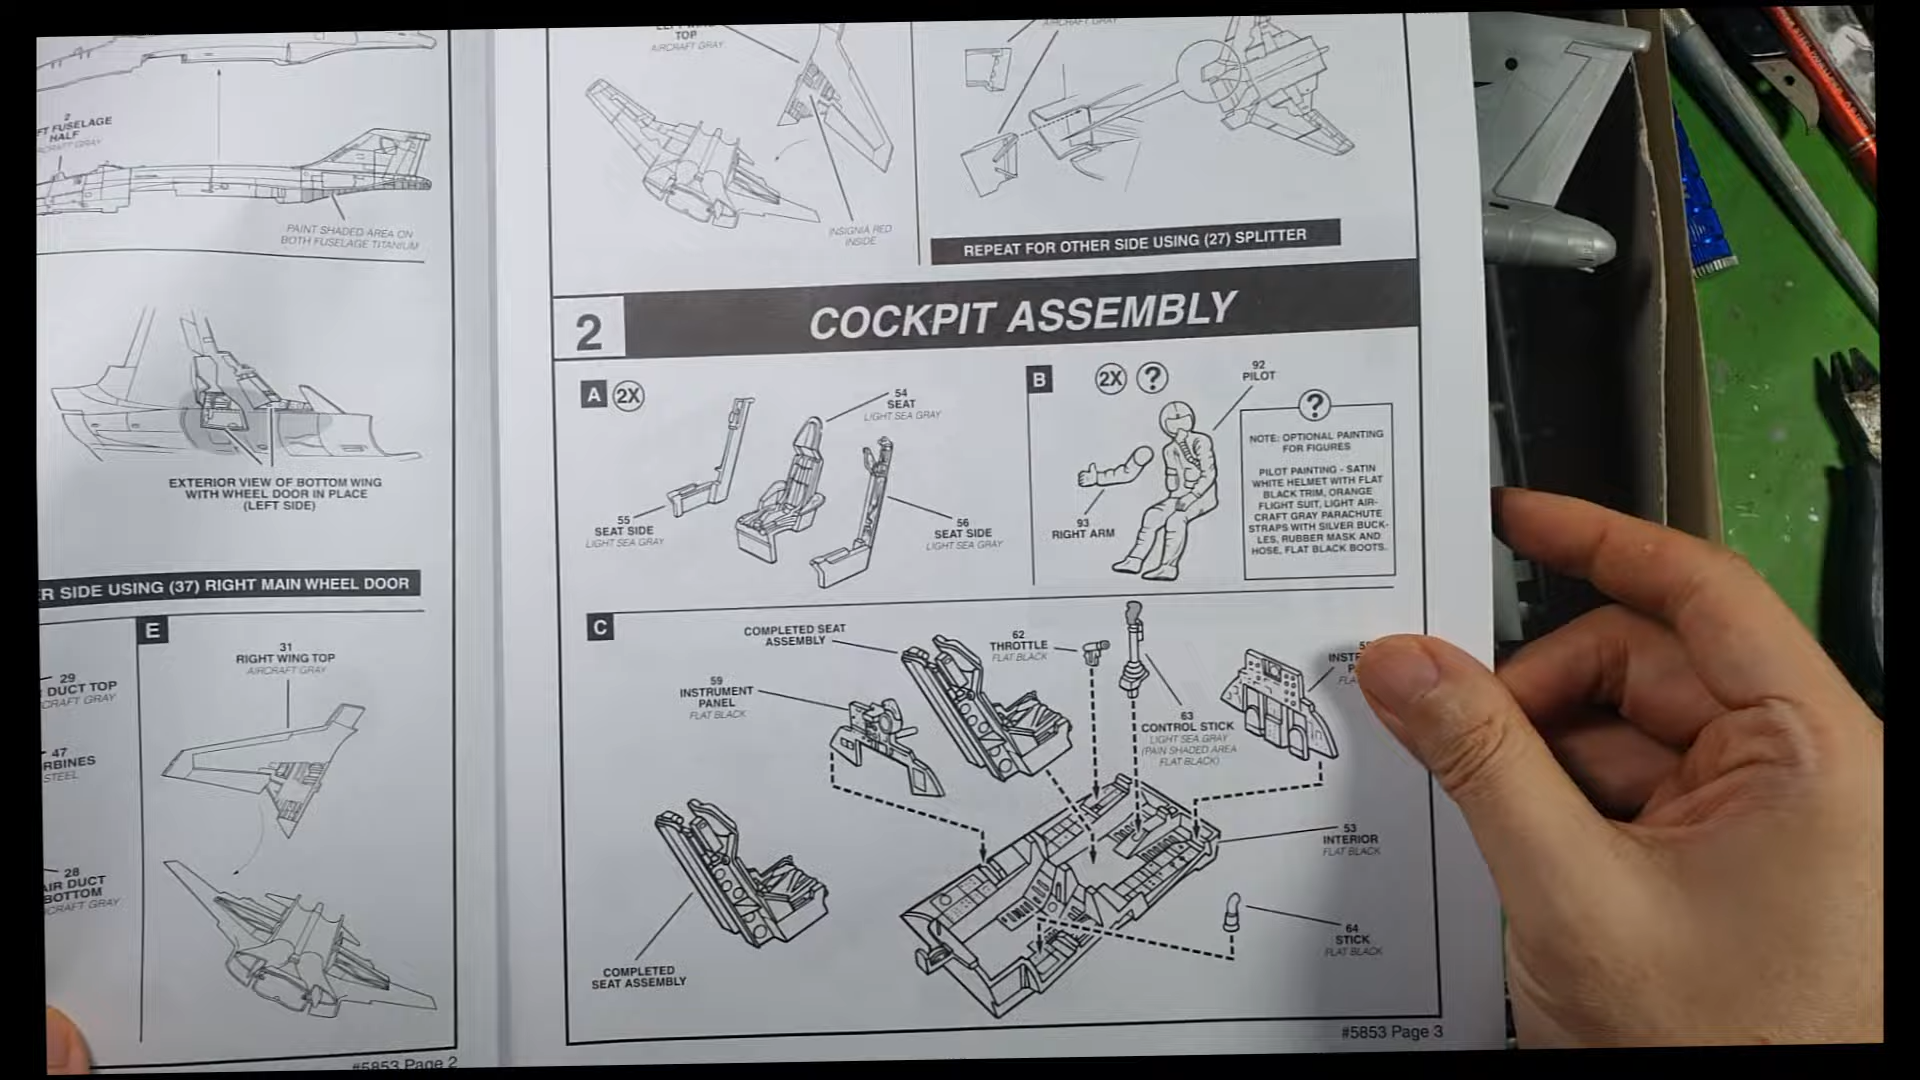 2
FT FUSELAGE
HALF
CRAFT GRAY
PAINT SHADED AREA ON
BOTH FUSELAGE TITANIUM
EXTERIOR VIEW OF BOTTOM WING
WITH WHEEL DOOR IN PLACE
(LEFT SIDE)
ER SIDE USING (37) RIGHT MAIN WHEEL DOOR
29
DUCT TOP
CRAFT GRAY
47
RBINES
STEEL
28
AIR DUCT
BOTTOM
RCRAFT GRAY
E
31
RIGHT WING TOP
AIRCRAFT GRAY
#5853 Page 2
TOP
AIRCRAFT GRAY
INSIGNIA RED
INSIDE
AIRCRAFT GRAY
REPEAT FOR OTHER SIDE USING (27) SPLITTER
2
COCKPIT ASSEMBLY
A 2X
54
SEAT
LIGHT SEA GRAY
55
SEAT SIDE
LIGHT SEA GRAY
56
SEAT SIDE
LIGHT SEA GRAY
B 2X ?
92
PILOT
93
RIGHT ARM
?
NOTE: OPTIONAL PAINTING
FOR FIGURES
PILOT PAINTING - SATIN
WHITE HELMET WITH FLAT
BLACK TRIM, ORANGE
FLIGHT SUIT, LIGHT AIR-
CRAFT GRAY PARACHUTE
STRAPS WITH SILVER BUCK-
LES, RUBBER MASK AND
HOSE, FLAT BLACK BOOTS.
C
COMPLETED SEAT
ASSEMBLY
59
INSTRUMENT
PANEL
FLAT BLACK
62
THROTTLE
FLAT BLACK
63
CONTROL STICK
LIGHT SEA GRAY
(PAIN SHADED AREA
FLAT BLACK)
53
INTERIOR
FLAT BLACK
64
STICK
FLAT BLACK
COMPLETED
SEAT ASSEMBLY
#5853 Page 3